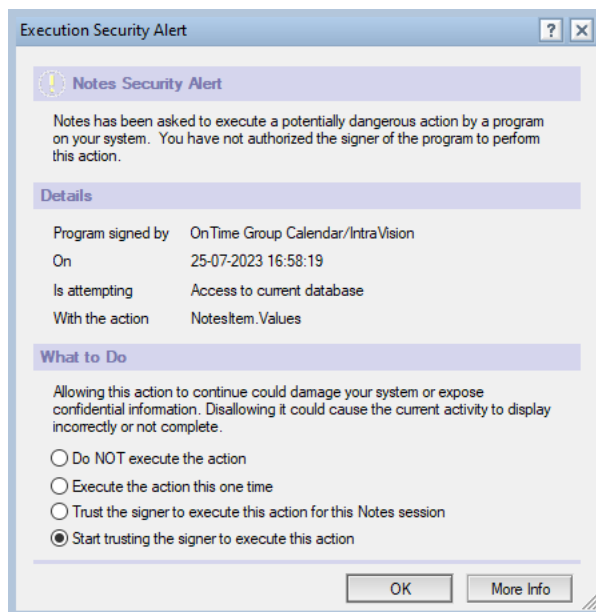 Execution Security Alert
Notes Security Alert
Notes has been asked to execute a potentially dangerous action by a program
on your system. You have not authorized the signer of the program to perform
this action.
Details
Program signed by OnTime Group Calendar/IntraVision
On 25-07-2023 16:58:19
Is attempting Access to current database
With the action NotesItem.Values
What to Do
Allowing this action to continue could damage your system or expose
confidential information. Disallowing it could cause the current activity to display
incorrectly or not complete.
Do NOT execute the action
Execute the action this one time
Trust the signer to execute this action for this Notes session
Start trusting the signer to execute this action
OK More Info